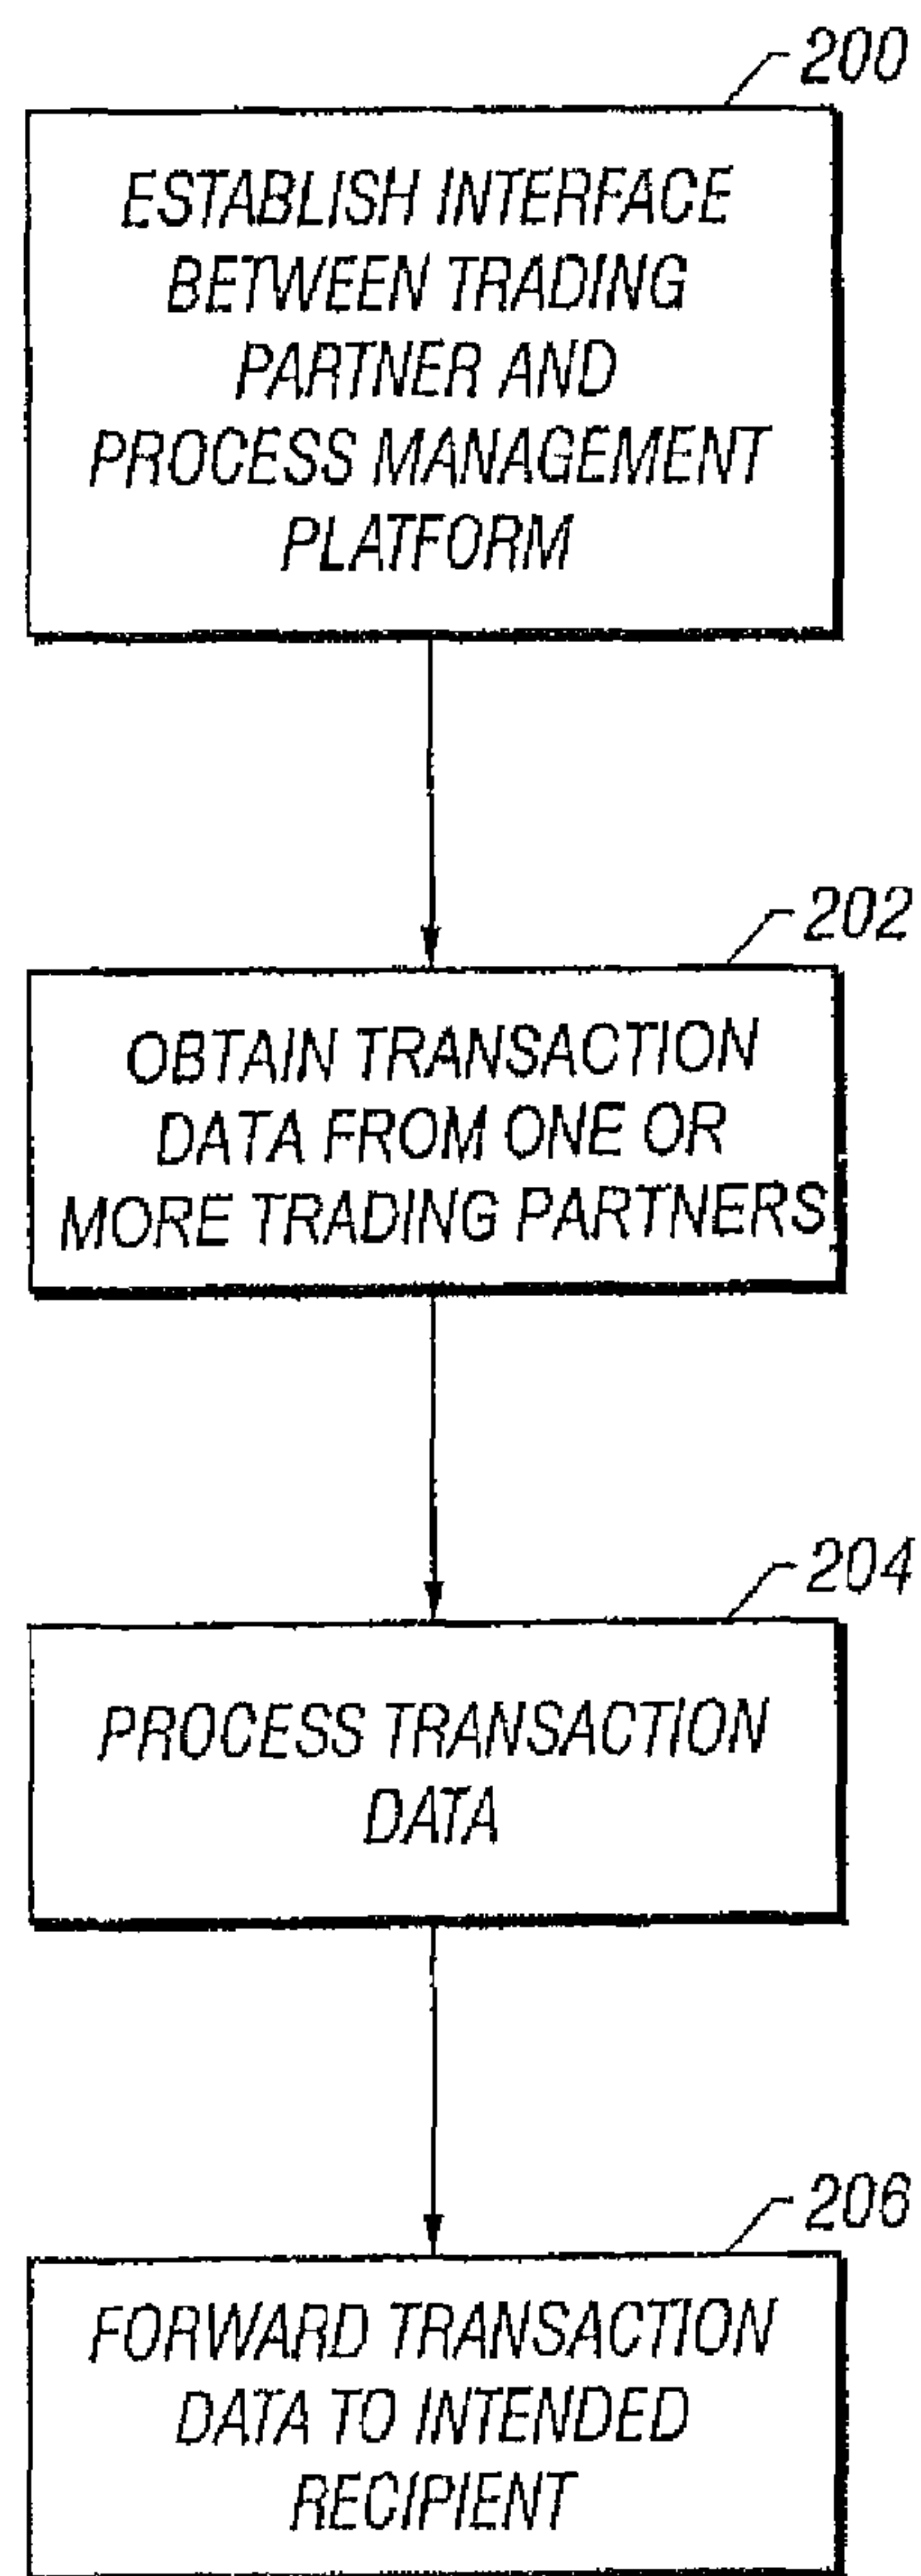 200
ESTABLISH INTERFACE
BETWEEN TRADING
PARTNER AND
PROCESS MANAGEMENT
PLATFORM
202
OBTAIN TRANSACTION
DATA FROM ONE OR
MORE TRADING PARTNERS
204
PROCESS TRANSACTION
DATA
206
FORWARD TRANSACTION
DATA TO INTENDED
RECIPIENT